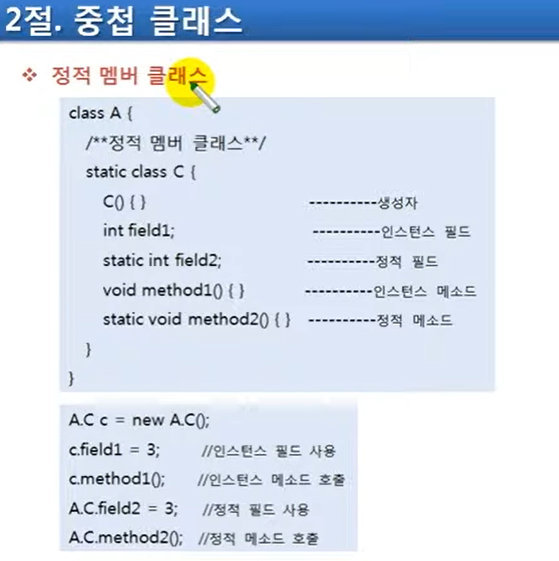 2절. 중첩 클래스
❖ 정적 멤버 클래스
class A {
/**정적 멤버 클래스**/
static class C {
C() { } ----------생성자
int field1; ----------인스턴스 필드
static int field2; ----------정적 필드
void method1() { } ----------인스턴스 메소드
static void method2() { } ----------정적 메소드
}
}
A.C c = new A.C();
c.field1 = 3; //인스턴스 필드 사용
c.method1(); //인스턴스 메소드 호출
A.C.field2 = 3; //정적 필드 사용
A.C.method2(); //정적 메소드 호출